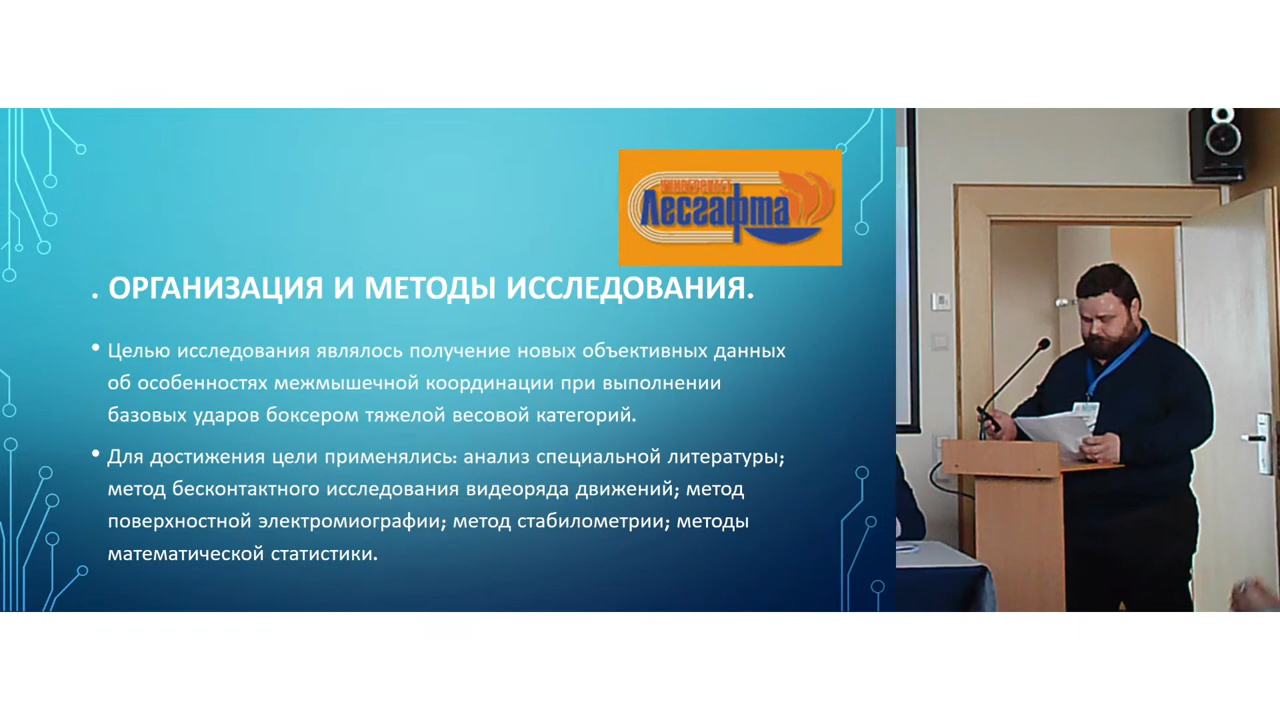 УНИВЕРСИТЕТ
Лесгафта
. ОРГАНИЗАЦИЯ И МЕТОДЫ ИССЛЕДОВАНИЯ.
• Целью исследования являлось получение новых объективных данных
об особенностях межмышечной координации при выполнении
базовых ударов боксером тяжелой весовой категорий.
• Для достижения цели применялись: анализ специальной литературы;
метод бесконтактного исследования видеоряда движений; метод
поверхностной электромиографии; метод стабилометрии; методы
математической статистики.